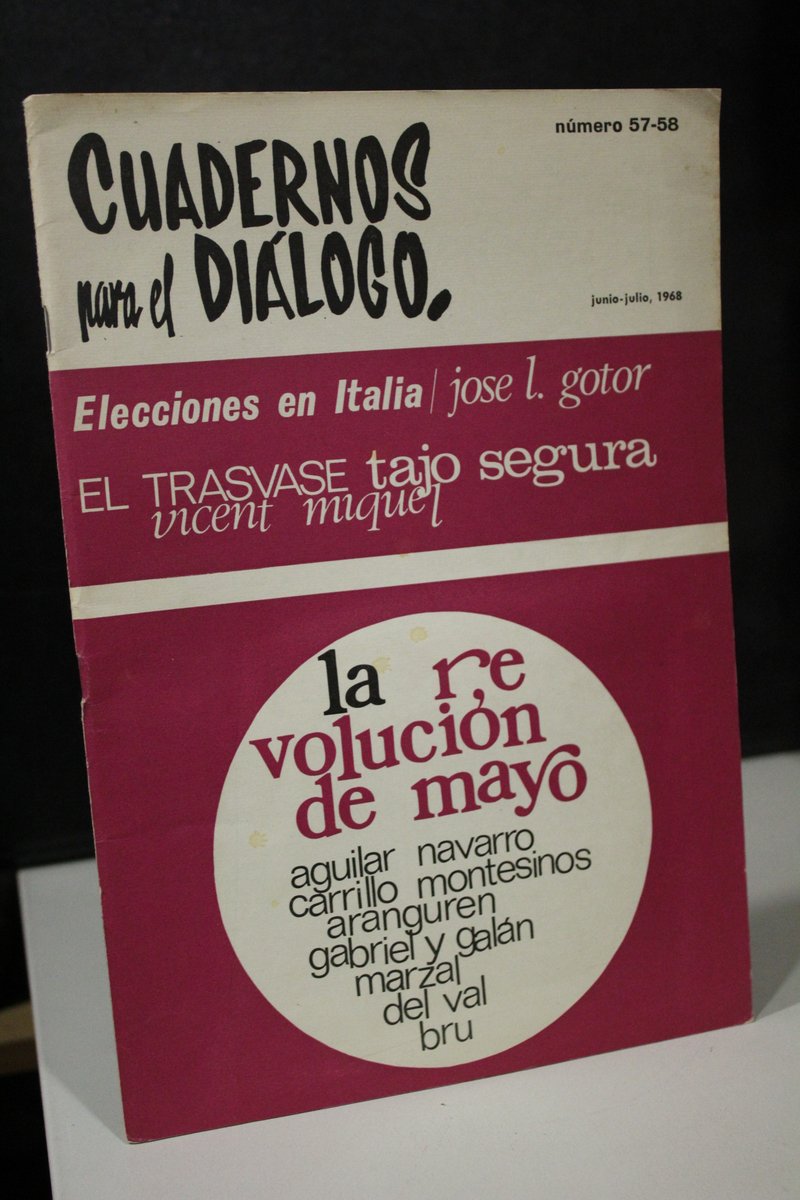 número 57-58
CUADERNOS
para el DIÁLOGO.
junio-julio, 1968
Elecciones en Italia | jose l. gotor
EL TRASVASE tajo segura
vicent miquel
la re
volución
de mayo
aguilar navarro
carrillo montesinos
aranguren
gabriel y galán
marzal
del val
bru